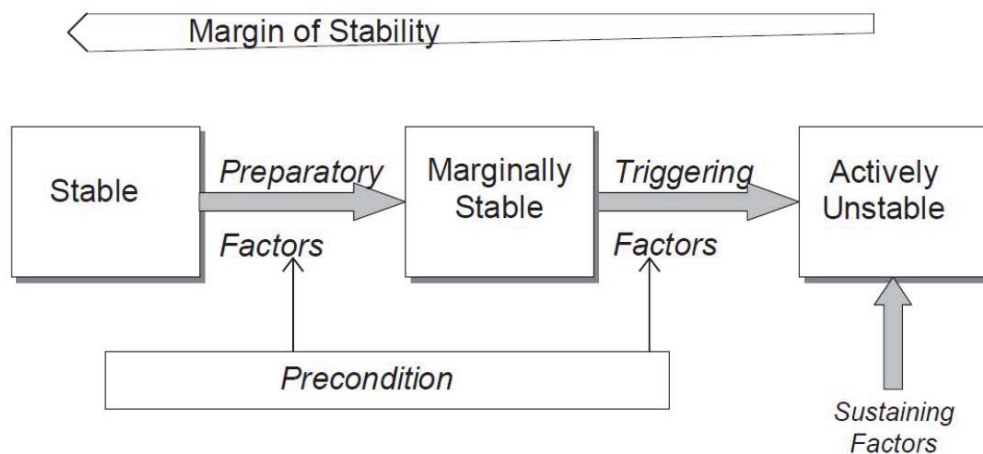 Margin of Stability
Stable
Preparatory
Factors
Marginally
Stable
Triggering
Factors
Actively
Unstable
Precondition
Sustaining
Factors